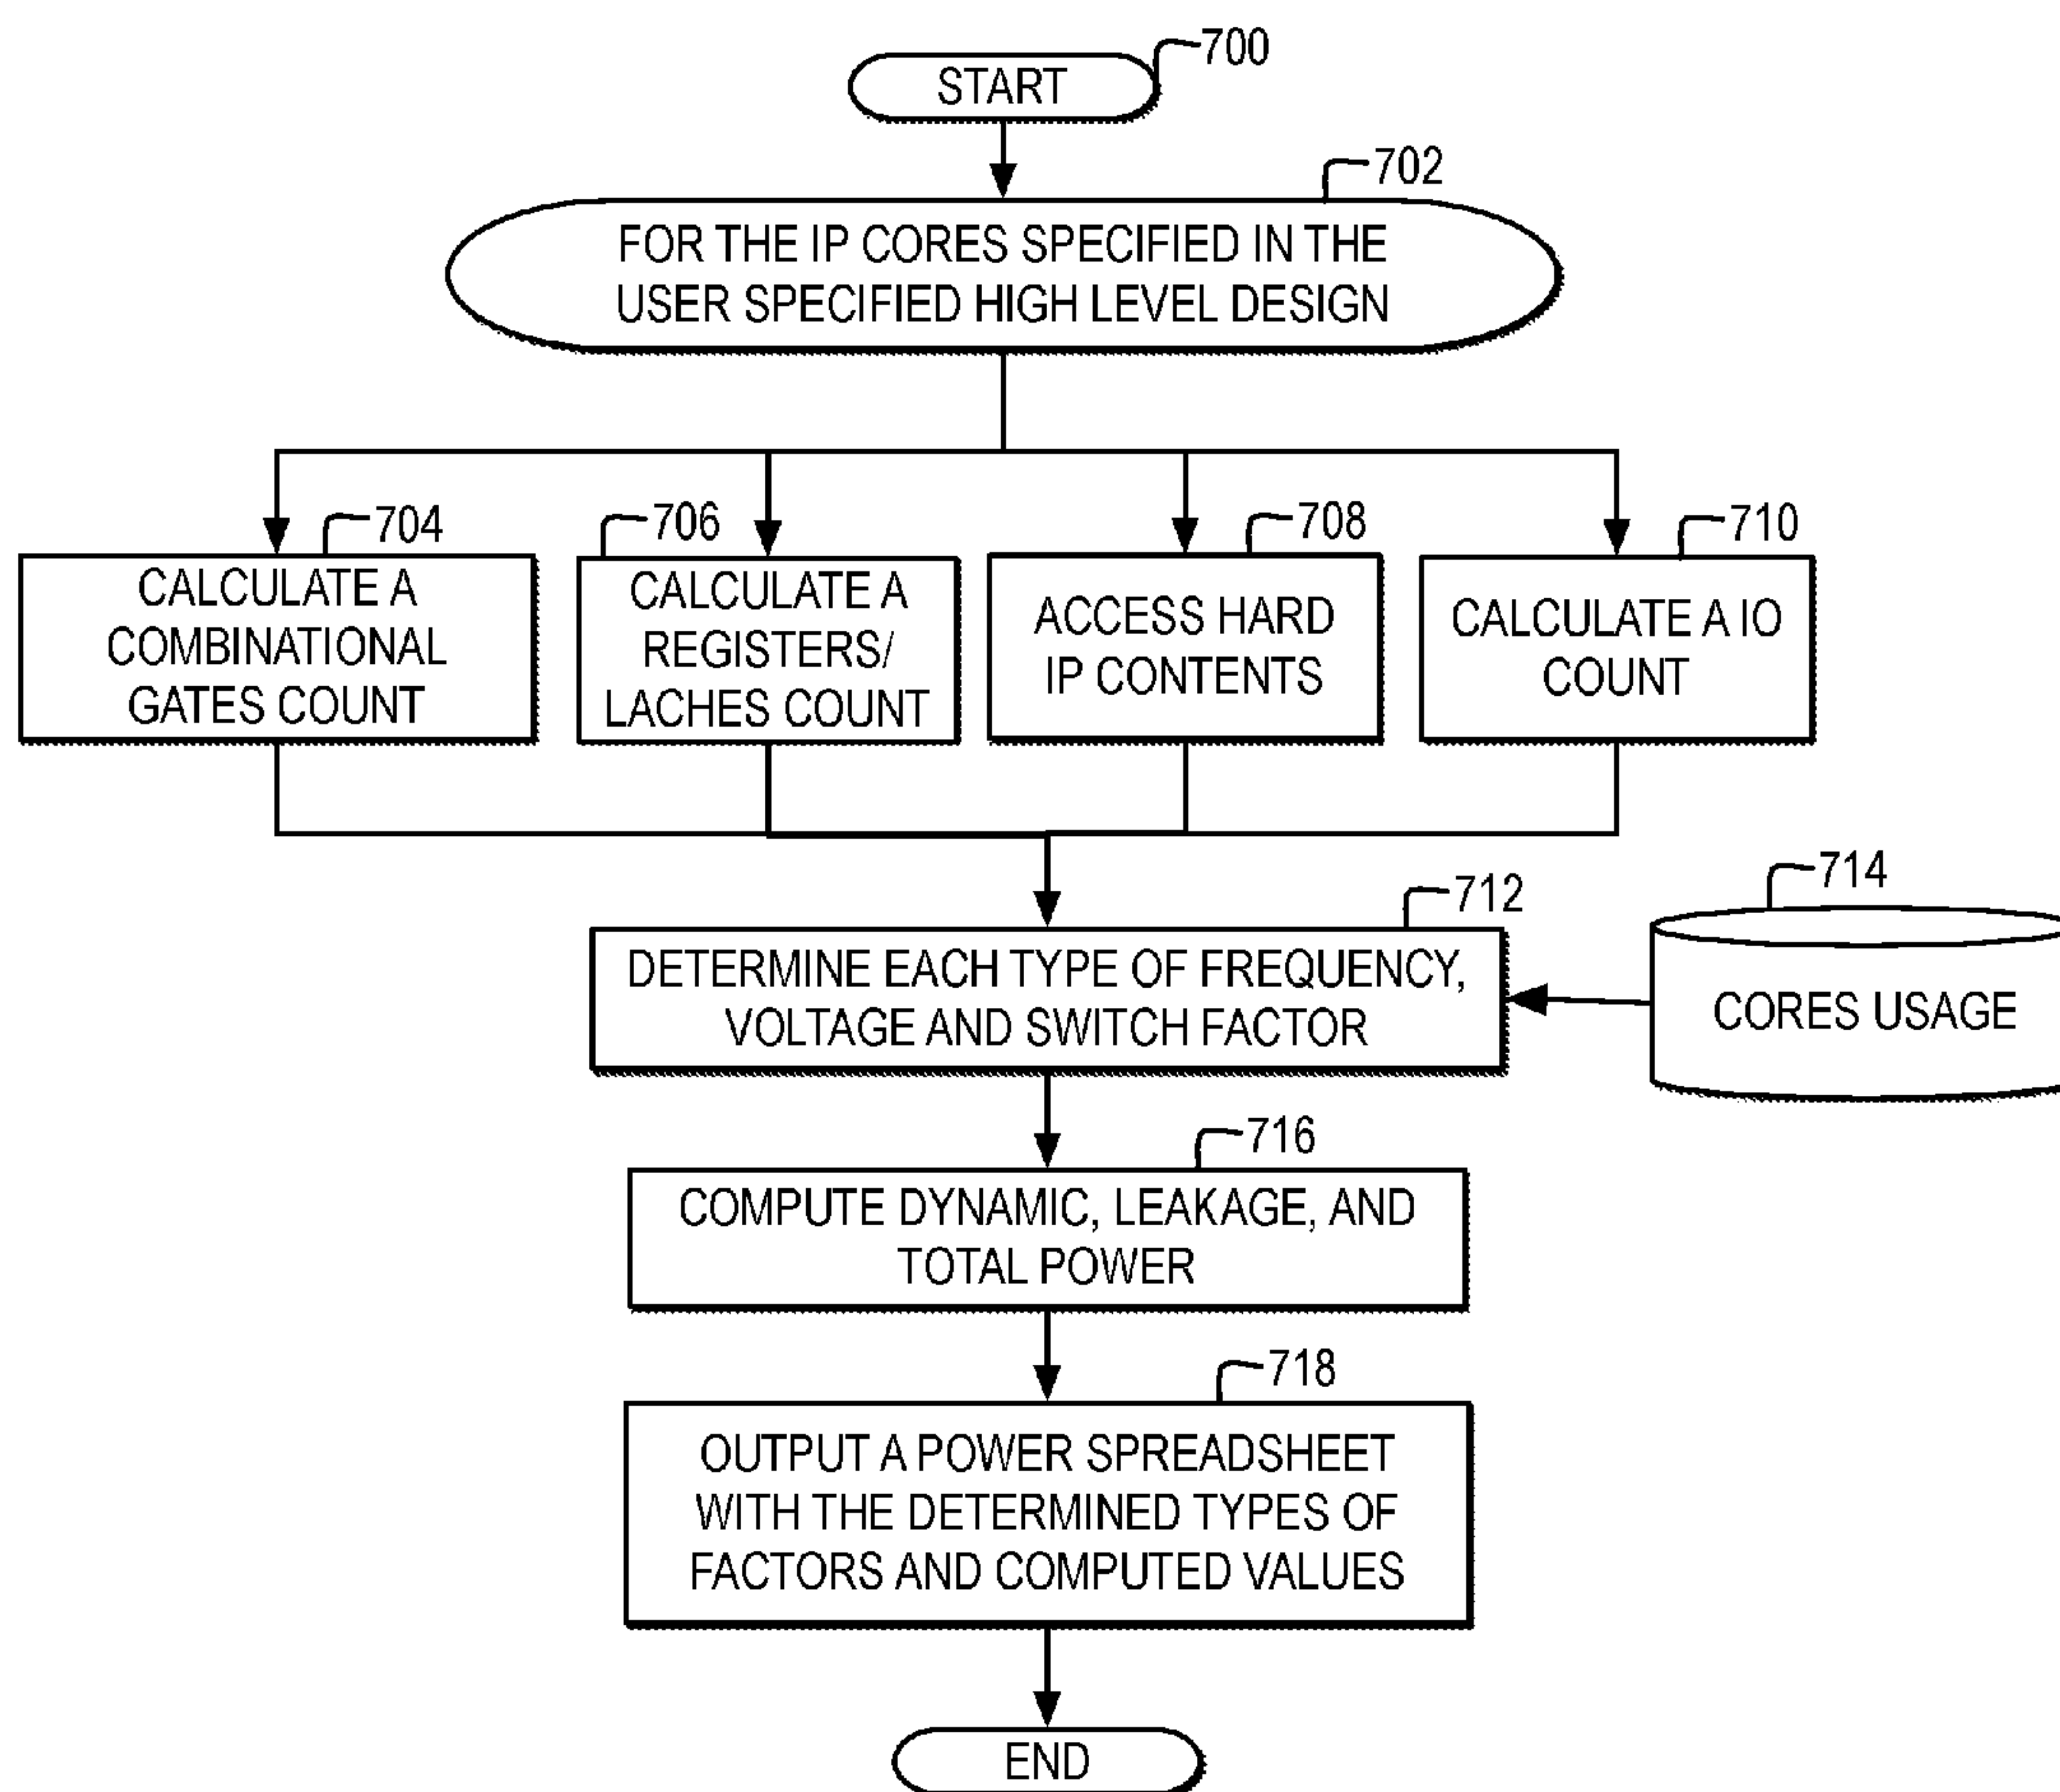 START
700
702
FOR THE IP CORES SPECIFIED IN THE
USER SPECIFIED HIGH LEVEL DESIGN
704
CALCULATE A
COMBINATIONAL
GATES COUNT
706
CALCULATE A
REGISTERS/
LACHES COUNT
708
ACCESS HARD
IP CONTENTS
710
CALCULATE A IO
COUNT
712
DETERMINE EACH TYPE OF FREQUENCY,
VOLTAGE AND SWITCH FACTOR
714
CORES USAGE
716
COMPUTE DYNAMIC, LEAKAGE, AND
TOTAL POWER
718
OUTPUT A POWER SPREADSHEET
WITH THE DETERMINED TYPES OF
FACTORS AND COMPUTED VALUES
END